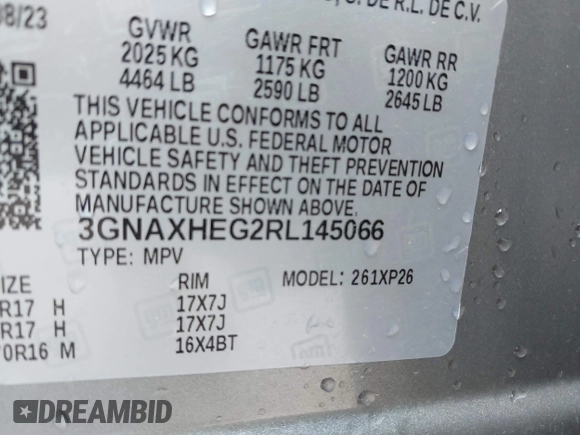 8/23
, S. DE R.L. DE C.V.
GVWR GAWR FRT GAWR RR
2025 KG 1175 KG 1200 KG
4464 LB 2590 LB 2645 LB
THIS VEHICLE CONFORMS TO ALL
APPLICABLE U.S. FEDERAL MOTOR
VEHICLE SAFETY AND THEFT PREVENTION
STANDARDS IN EFFECT ON THE DATE OF
MANUFACTURE SHOWN ABOVE.
3GNAXHEG2RL145066
TYPE: MPV MODEL: 261XP26
IZE RIM
R17 H 17X7J
R17 H 17X7J
0R16 M 16X4BT
DREAMBID